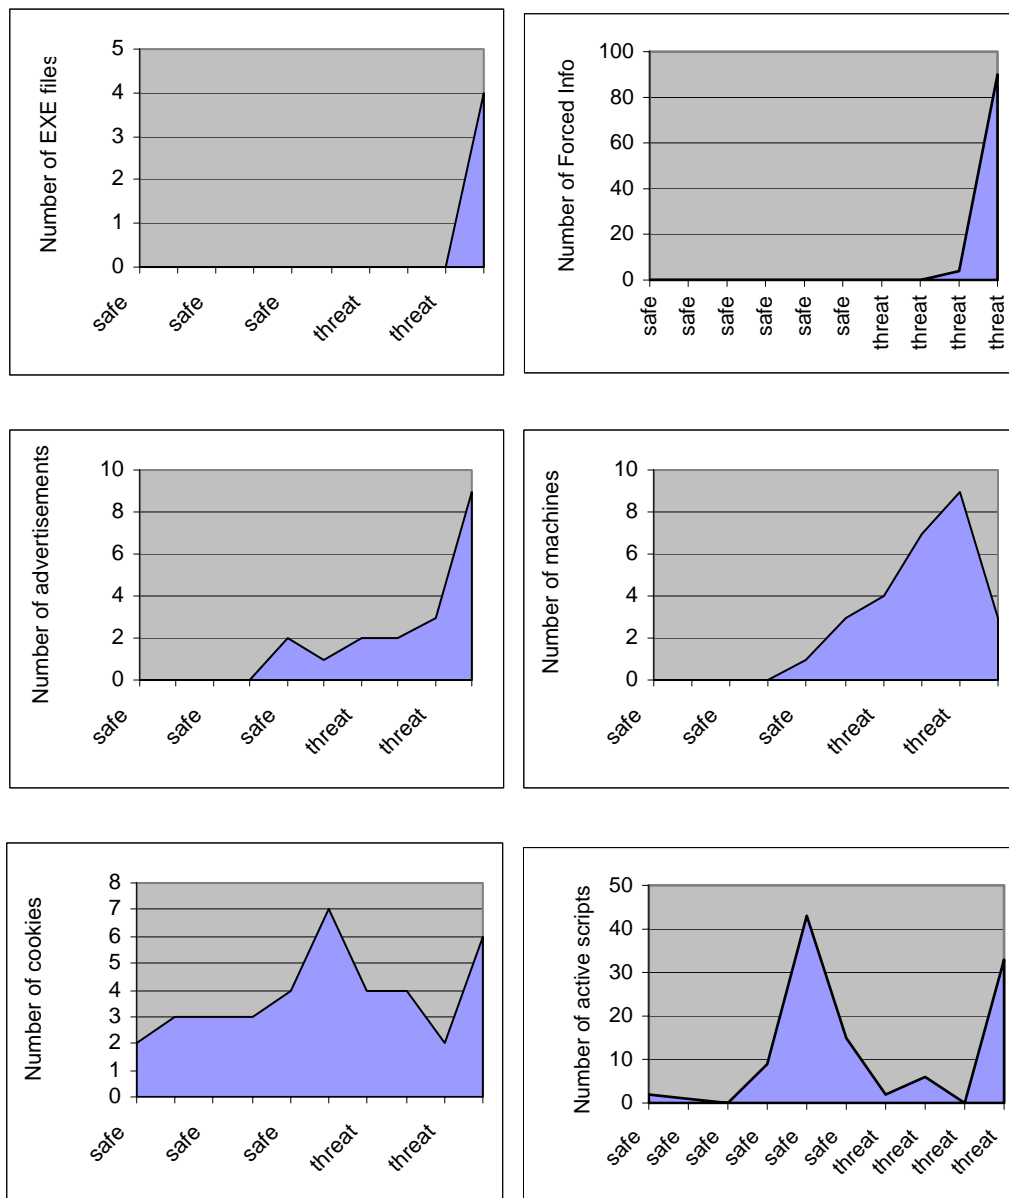 Number of EXE files
5
4
3
2
1
0
safe
safe
safe
threat
threat
Number of Forced Info
100
80
60
40
20
0
safe
safe
safe
safe
safe
safe
threat
threat
threat
threat
Number of advertisements
10
8
6
4
2
0
safe
safe
safe
threat
threat
Number of machines
10
8
6
4
2
0
safe
safe
safe
threat
threat
Number of cookies
8
7
6
5
4
3
2
1
0
safe
safe
safe
threat
threat
Number of active scripts
50
40
30
20
10
0
safe
safe
safe
safe
safe
safe
threat
threat
threat
threat